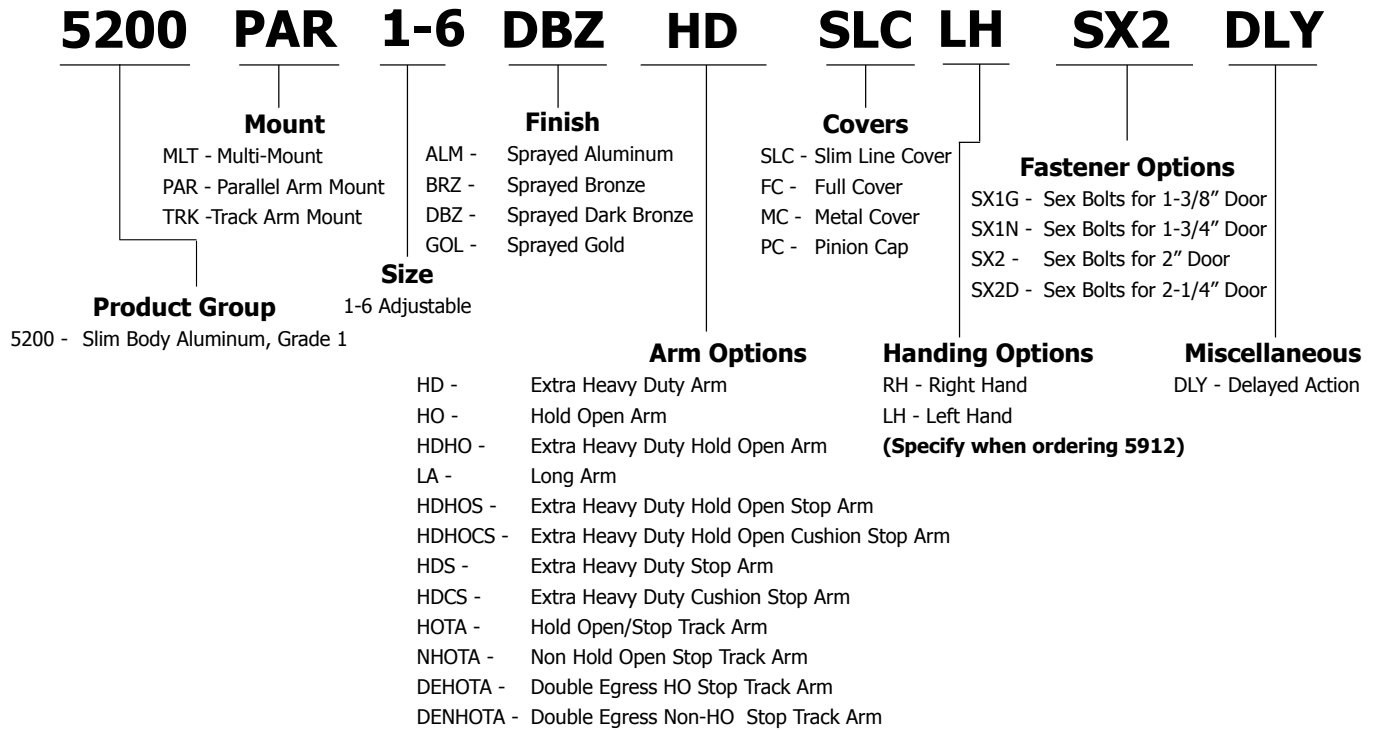 5200 PAR 1-6 DBZ HD SLC LH SX2 DLY
Mount
MLT - Multi-Mount
PAR - Parallel Arm Mount
TRK -Track Arm Mount
Finish
ALM - Sprayed Aluminum
BRZ - Sprayed Bronze
DBZ - Sprayed Dark Bronze
GOL - Sprayed Gold
Covers
SLC - Slim Line Cover
FC - Full Cover
MC - Metal Cover
PC - Pinion Cap
Fastener Options
SX1G - Sex Bolts for 1-3/8” Door
SX1N - Sex Bolts for 1-3/4” Door
SX2 - Sex Bolts for 2” Door
SX2D - Sex Bolts for 2-1/4” Door
Size
1-6 Adjustable
Product Group
5200 - Slim Body Aluminum, Grade 1
Arm Options
HD - Extra Heavy Duty Arm
HO - Hold Open Arm
HDHO - Extra Heavy Duty Hold Open Arm
LA - Long Arm
HDHOS - Extra Heavy Duty Hold Open Stop Arm
HDHOCS - Extra Heavy Duty Hold Open Cushion Stop Arm
HDS - Extra Heavy Duty Stop Arm
HDCS - Extra Heavy Duty Cushion Stop Arm
HOTA - Hold Open/Stop Track Arm
NHOTA - Non Hold Open Stop Track Arm
DEHOTA - Double Egress HO Stop Track Arm
DENHOTA - Double Egress Non-HO Stop Track Arm
Handing Options
RH - Right Hand
LH - Left Hand
(Specify when ordering 5912)
Miscellaneous
DLY - Delayed Action